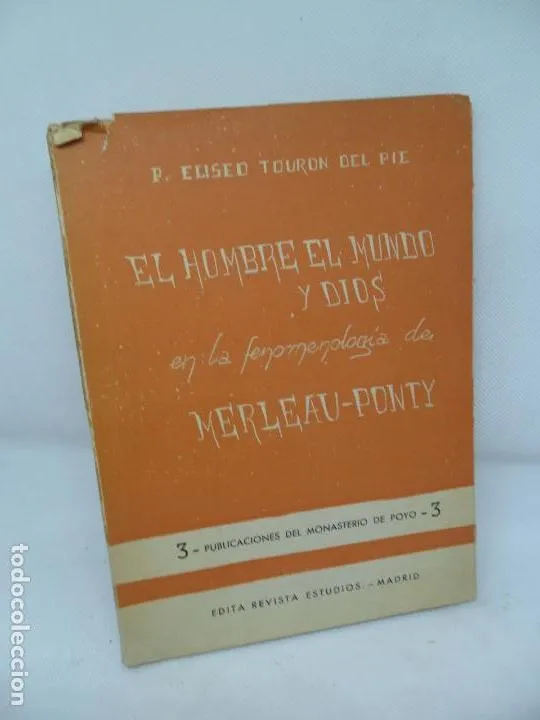 P. ELISEO TOURON DEL PIE
EL HOMBRE EL MUNDO
Y DIOS
en la fenomenología de
MERLEAU-PONTY
3 - PUBLICACIONES DEL MONASTERIO DE POYO - 3
EDITA REVISTA ESTUDIOS. - MADRID
todocoleccion